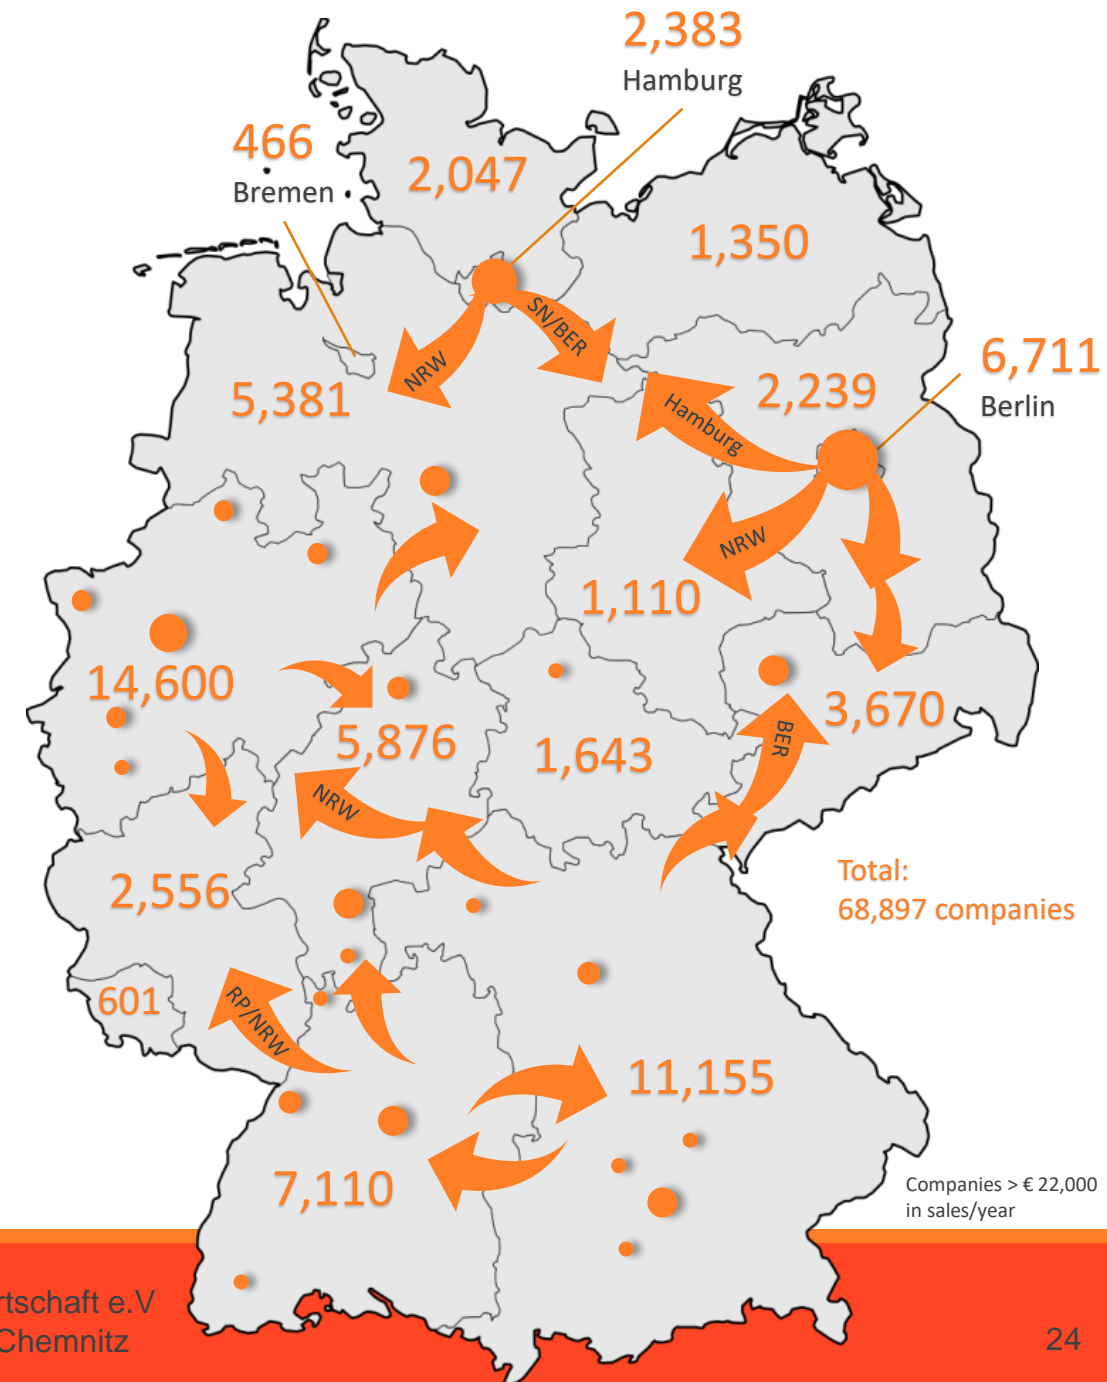 2,383
Hamburg
466
Bremen
2,047
1,350
SN/BER
NRW
6,711
Berlin
5,381
2,239
Hamburg
NRW
1,110
14,600
3,670
5,876
1,643
BER
NRW
Total:
68,897 companies
2,556
601
RP/NRW
11,155
7,110
Companies > € 22,000
in sales/year
rtschaft e.V
Chemnitz
24